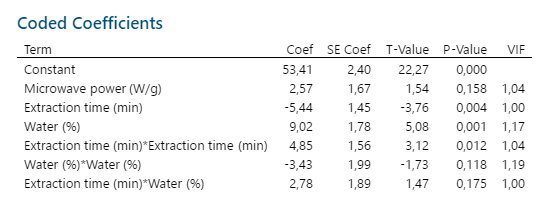 Coded Coefficients
Term Coef SE Coef T-Value P-Value VIF
Constant 53,41 2,40 22,27 0,000
Microwave power (W/g) 2,57 1,67 1,54 0,158 1,04
Extraction time (min) -5,44 1,45 -3,76 0,004 1,00
Water (%) 9,02 1,78 5,08 0,001 1,17
Extraction time (min)*Extraction time (min) 4,85 1,56 3,12 0,012 1,04
Water (%)*Water (%) -3,43 1,99 -1,73 0,118 1,19
Extraction time (min)*Water (%) 2,78 1,89 1,47 0,175 1,00